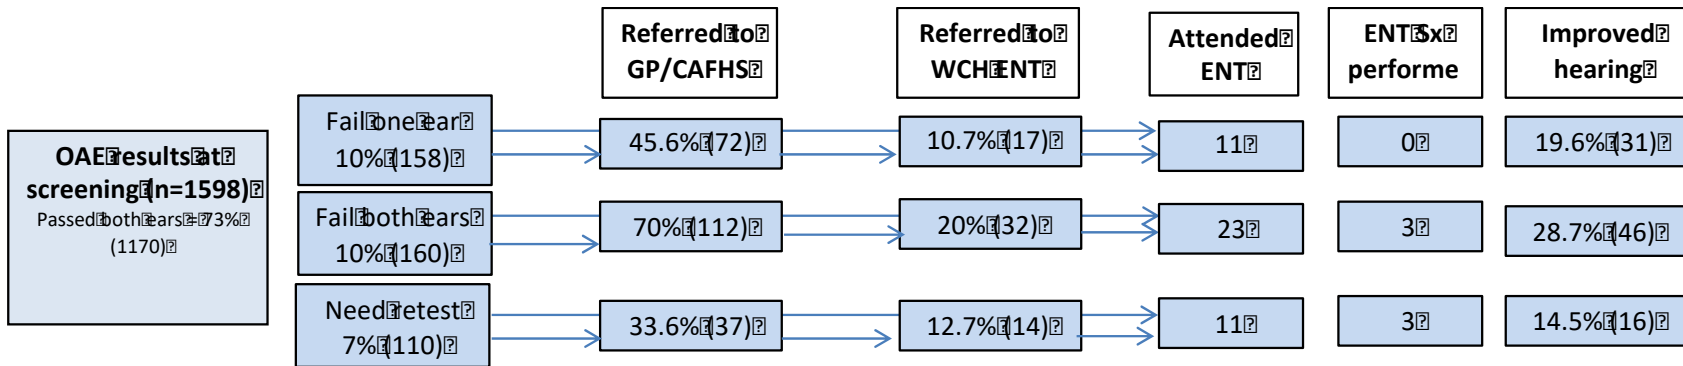 Referred to
GP/CAFHS
Referred to
WCH ENT
Attended
ENT
ENT Sx
performe
Improved
hearing
OAE results at
screening (n=1598)
Passed both ears = 73%
(1170)
Fail one ear
10% (158)
45.6% (72)
10.7% (17)
11
0
19.6% (31)
Fail both ears
10% (160)
70% (112)
20% (32)
23
3
28.7% (46)
Need retest
7% (110)
33.6% (37)
12.7% (14)
11
3
14.5% (16)